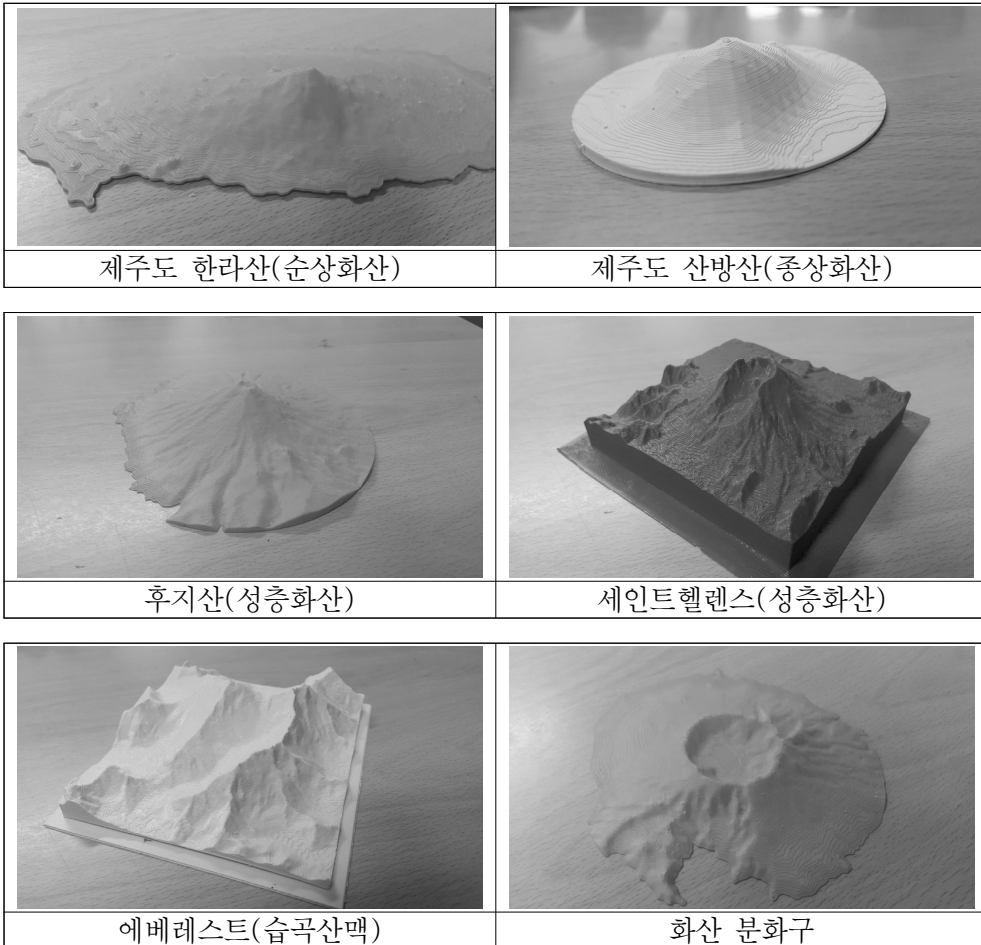 제주도 한라산(순상화산)
제주도 산방산(종상화산)
후지산(성층화산)
세인트헬렌스(성층화산)
에베레스트(습곡산맥)
화산 분화구